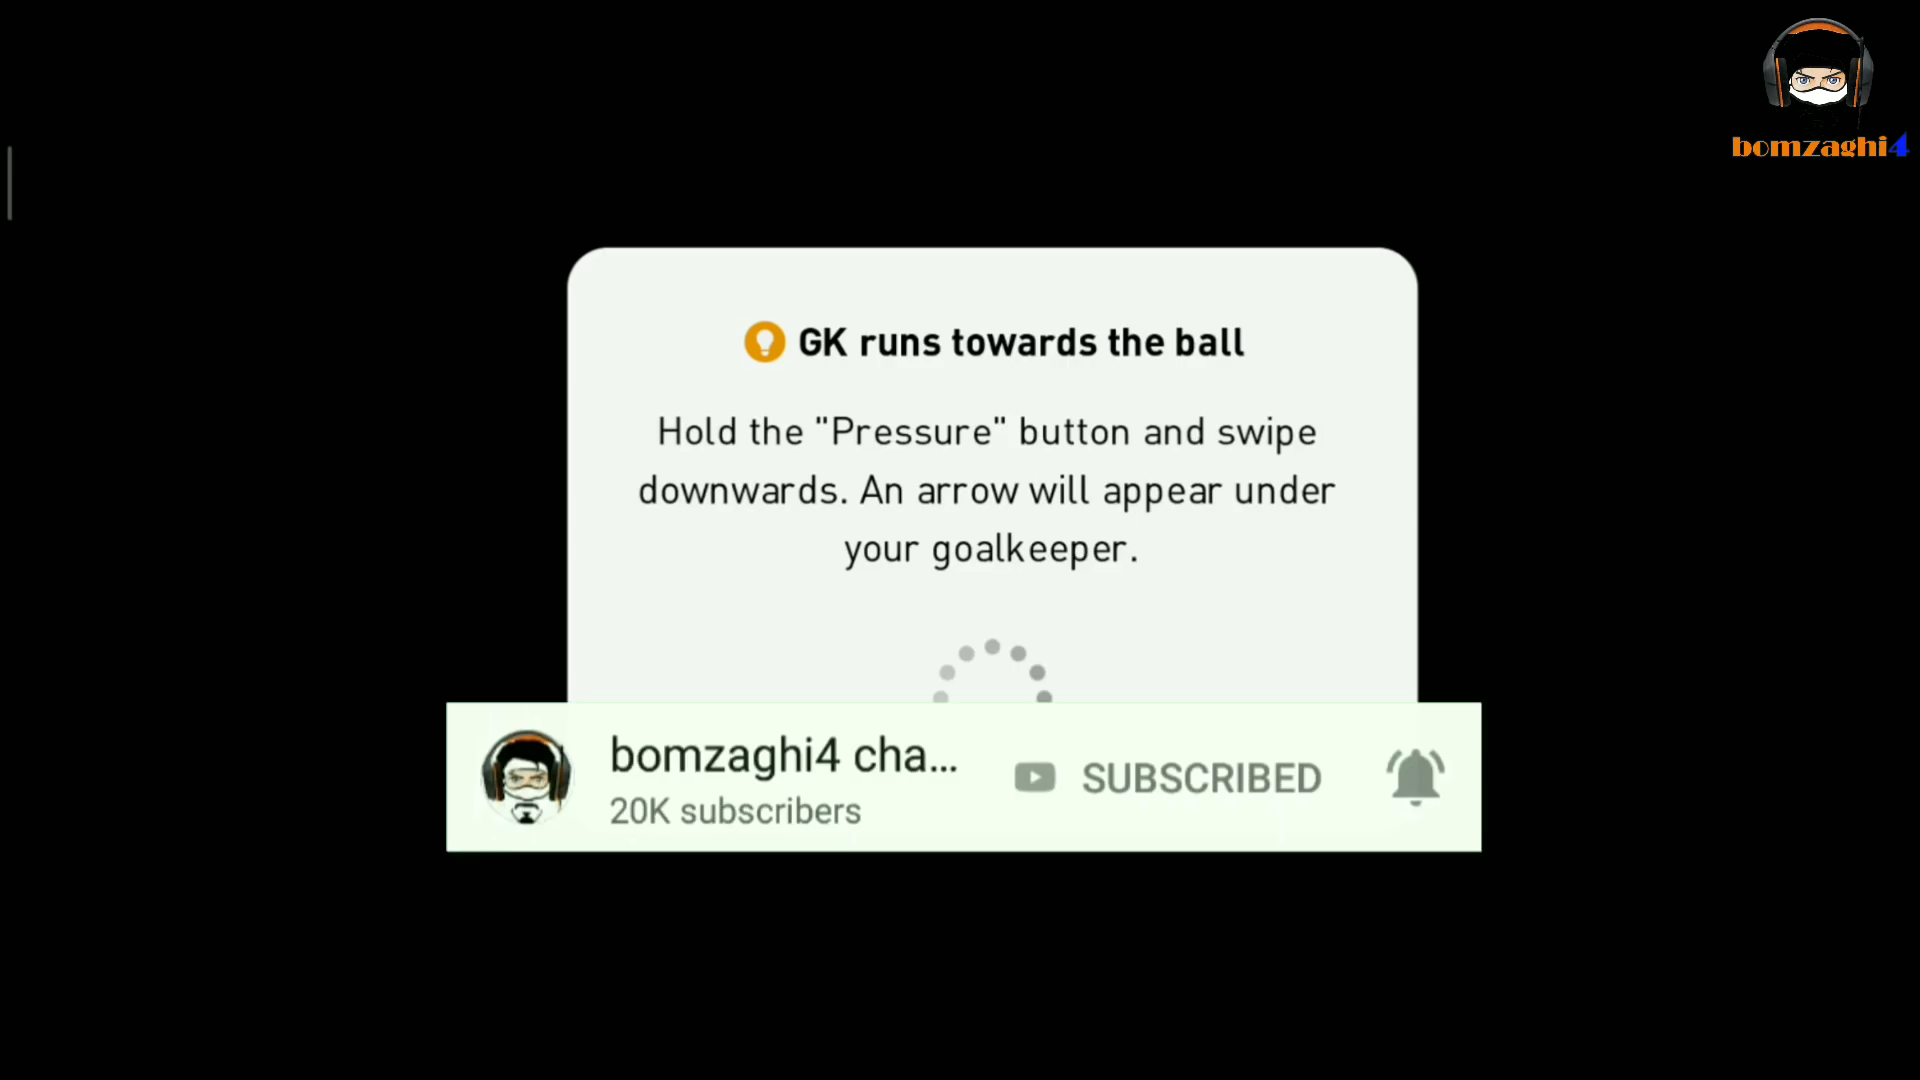 bomzaghi4
GK runs towards the ball
Hold the "Pressure" button and swipe
downwards. An arrow will appear under
your goalkeeper.
bomzaghi4 cha...
SUBSCRIBED
20K subscribers